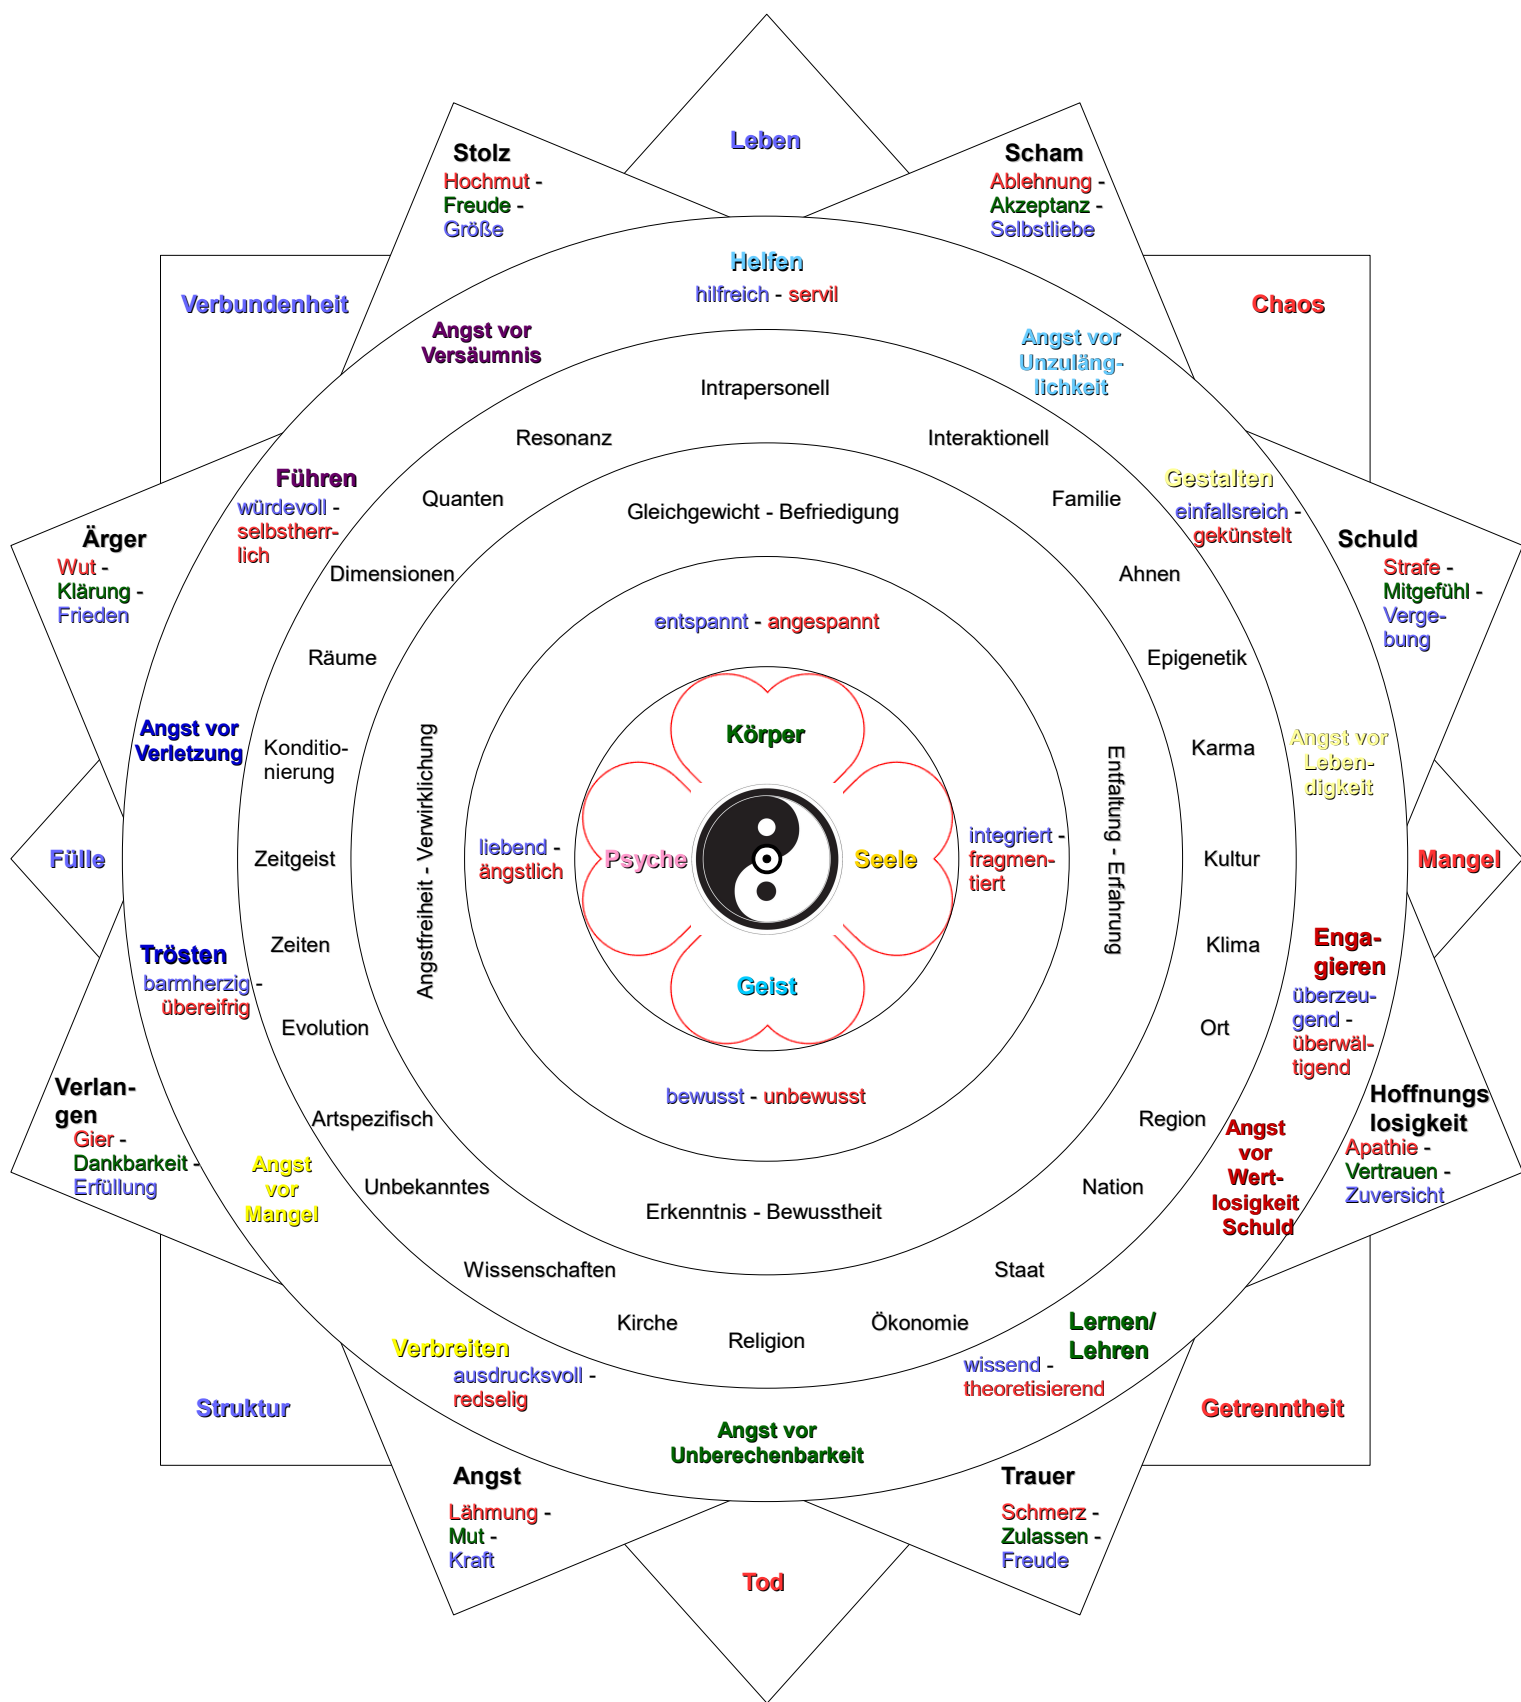 Leben
Stolz
Hochmut -
Freude -
Größe
Scham
Ablehnung -
Akzeptanz -
Selbstliebe
Verbundenheit
Chaos
Helfen
hilfreich - servil
Angst vor
Versäumnis
Angst vor
Unzuläng-
lichkeit
Intrapersonell
Resonanz
Interaktionell
Führen
würdevoll -
selbstherr-
lich
Quanten
Familie
Gestalten
einfallsreich -
gekünstelt
Gleichgewicht - Befriedigung
Ärger
Wut -
Klärung -
Frieden
Schuld
Strafe -
Mitgefühl -
Verge-
bung
Dimensionen
Ahnen
entspannt - angespannt
Räume
Epigenetik
Angst vor
Verletzung
Konditio-
nierung
Angstfreiheit - Verwirklichung
Körper
Entfaltung - Erfahrung
Karma
Angst vor
Leben-
digkeit
Fülle
Zeitgeist
liebend -
ängstlich
Psyche
Seele
integriert -
fragmen-
tiert
Kultur
Mangel
Trösten
barmherzig -
übereifrig
Zeiten
Klima
Enga-
gieren
überzeu-
gend -
überwäl-
tigend
Geist
Evolution
Ort
bewusst - unbewusst
Verlan-
gen
Gier -
Dankbarkeit -
Erfüllung
Artspezifisch
Region
Angst
vor
Wert-
losigkeit
Schuld
Hoffnungs
losigkeit
Apathie -
Vertrauen -
Zuversicht
Angst
vor
Mangel
Unbekanntes
Nation
Erkenntnis - Bewusstheit
Wissenschaften
Staat
Kirche
Religion
Ökonomie
Lernen/
Lehren
wissend -
theoretisierend
Verbreiten
ausdrucksvoll -
redselig
Struktur
Getrenntheit
Angst vor
Unberechenbarkeit
Angst
Lähmung -
Mut -
Kraft
Trauer
Schmerz -
Zulassen -
Freude
Tod